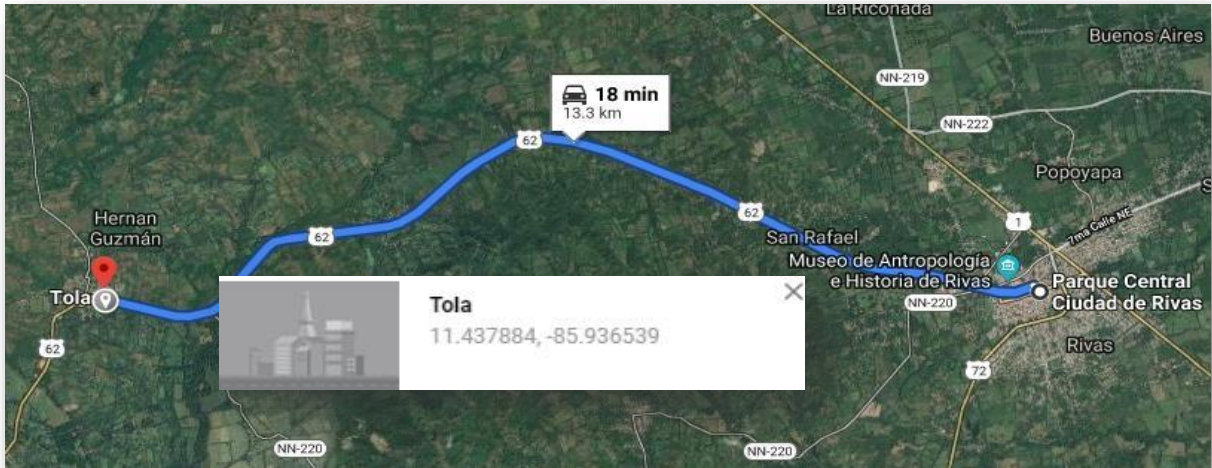 La Riconada
Buenos Aires
NN-219
18 min
13.3 km
NN-222
62
Popoyapa
Hernan
Guzmán
62
62
1
7ma Calle NE
San Rafael
Museo de Antropología
e Historia de Rivas
Parque Central
Ciudad de Rivas
Tola
NN-220
Tola
11.437884, -85.936539
62
Rivas
72
NN-220
NN-220